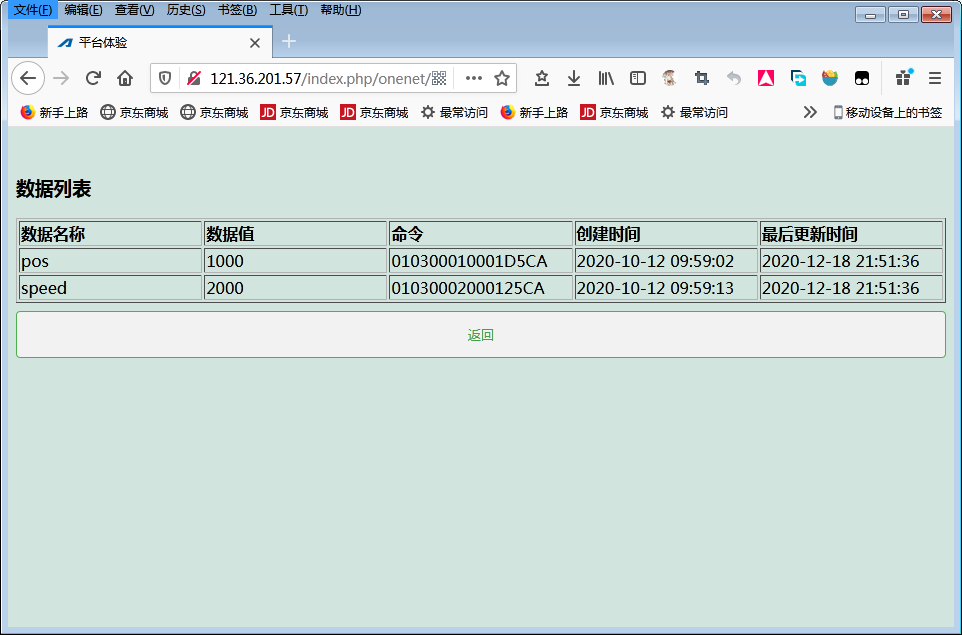 文件(F) 编辑(E) 查看(V) 历史(S) 书签(B) 工具(T) 帮助(H)
平台体验
121.36.201.57/index.php/onenet/
新手上路 京东商城 京东商城 JD 京东商城 JD 京东商城 最常访问 新手上路 JD 京东商城 最常访问 移动设备上的书签
数据列表
数据名称 数据值 命令 创建时间 最后更新时间
pos 1000 010300010001D5CA 2020-10-12 09:59:02 2020-12-18 21:51:36
speed 2000 01030002000125CA 2020-10-12 09:59:13 2020-12-18 21:51:36
返回